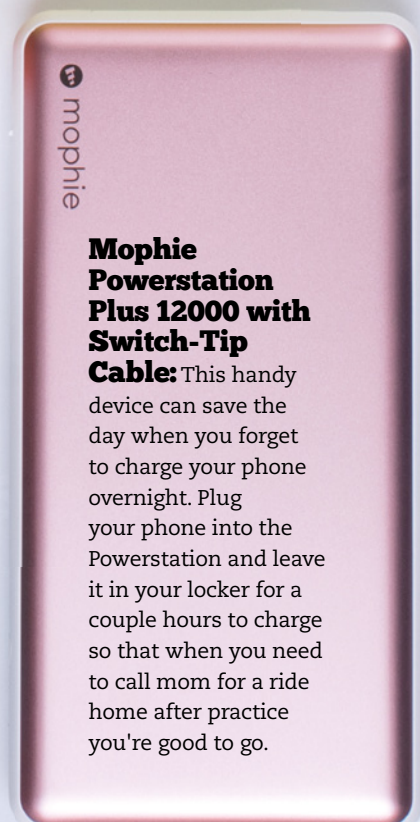 mophie
Mophie
Powerstation
Plus 12000 with
Switch-Tip
Cable: This handy
device can save the
day when you forget
to charge your phone
overnight. Plug
your phone into the
Powerstation and leave
it in your locker for a
couple hours to charge
so that when you need
to call mom for a ride
home after practice
you're good to go.